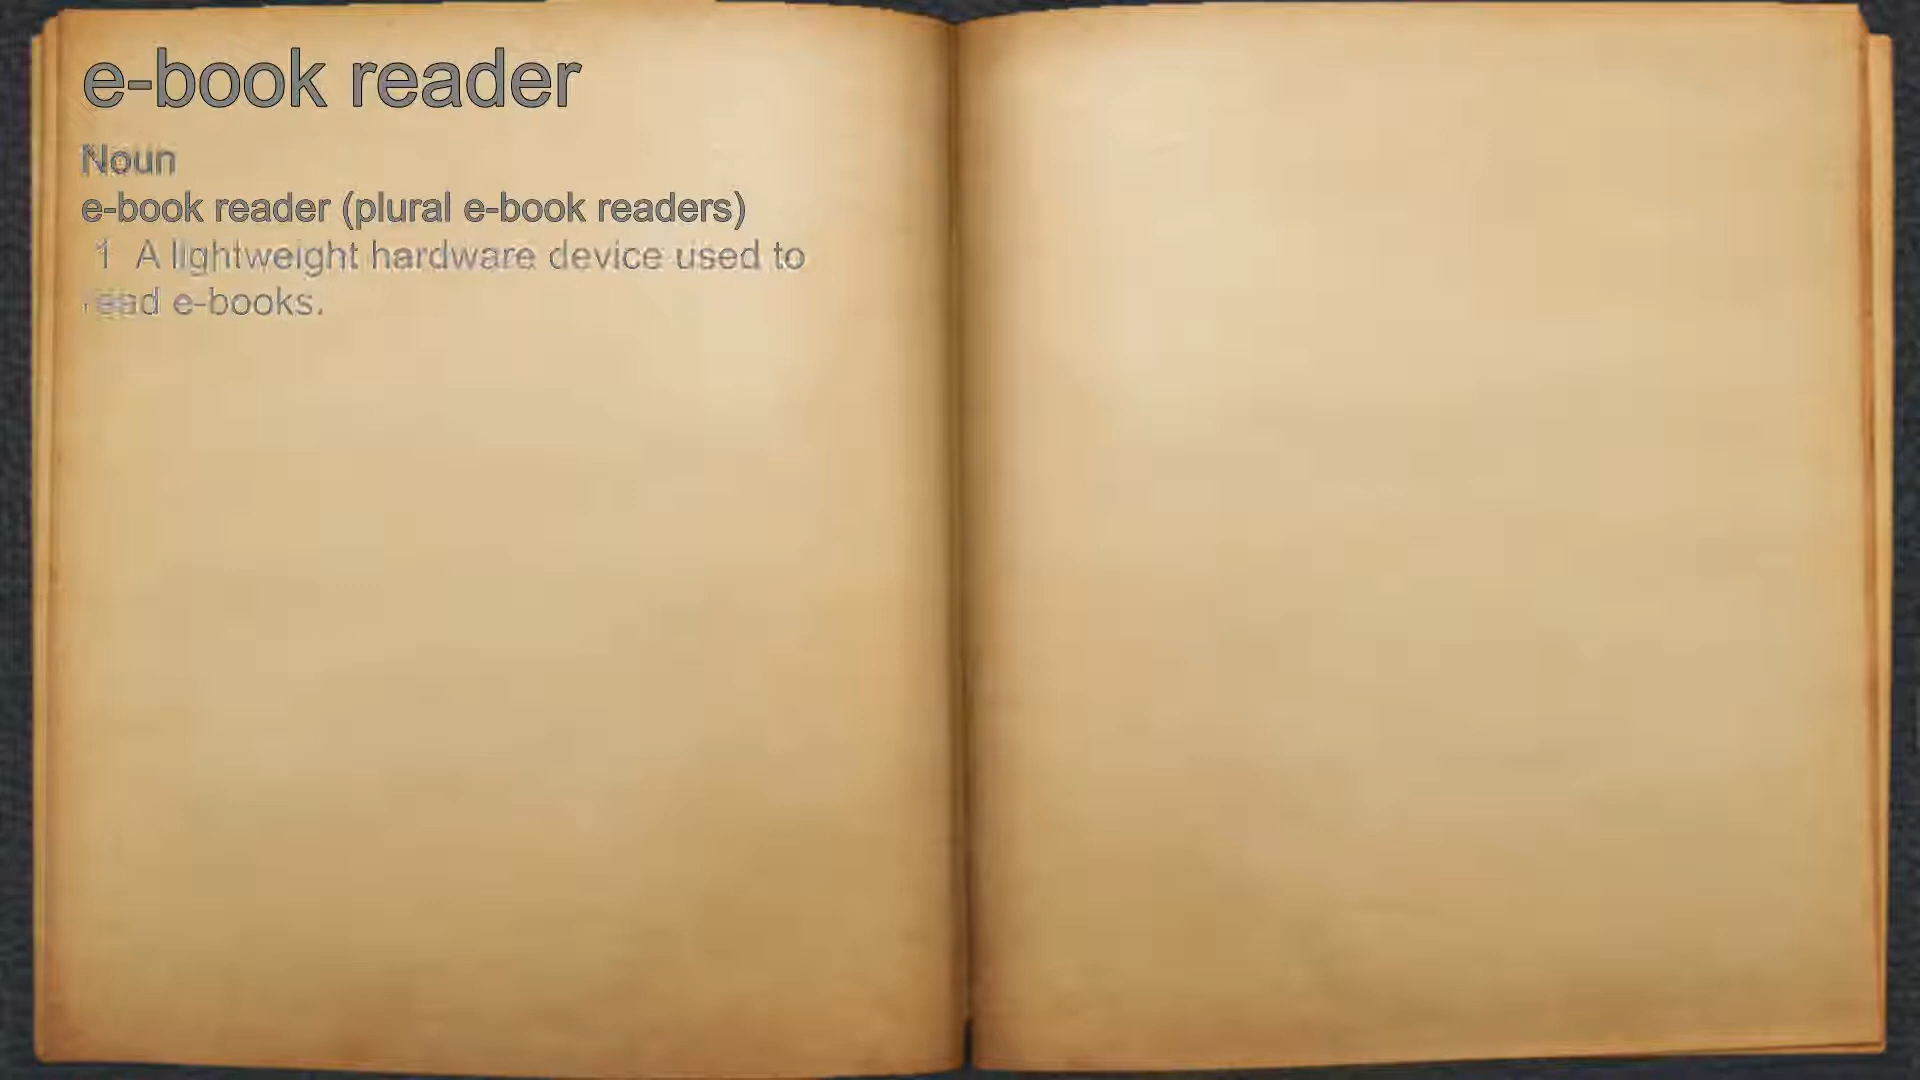 e-book reader
Noun
e-book reader (plural e-book readers)
1 A lightweight hardware device used to
read e-books.